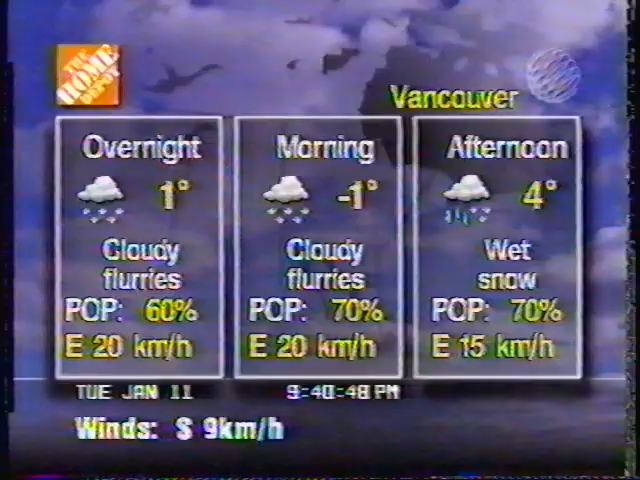 THE
HOME
DEPOT
Vancouver
Overnight
1°
Cloudy
flurries
POP: 60%
E 20 km/h
Morning
-1°
Cloudy
flurries
POP: 70%
E 20 km/h
Afternoon
4°
Wet
snow
POP: 70%
E 15 km/h
TUE JAN 11
9:40:48 PM
Winds: S 9km/h